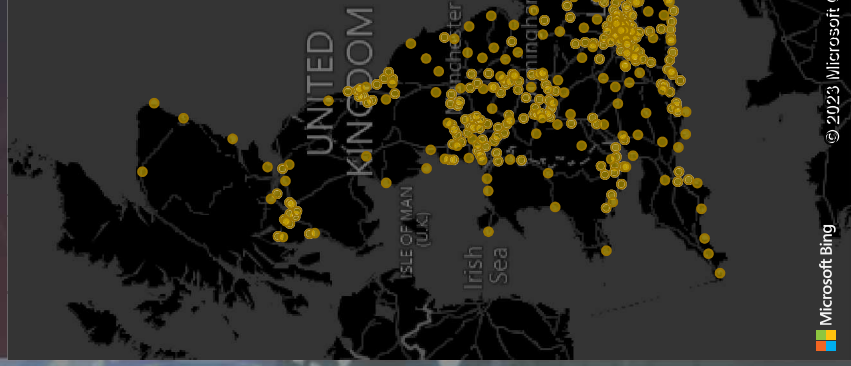 UNITED
KINGDOM
ISLE OF MAN
(U.K.)
Irish
Sea
Microsoft Bing
© 2023 Microsoft